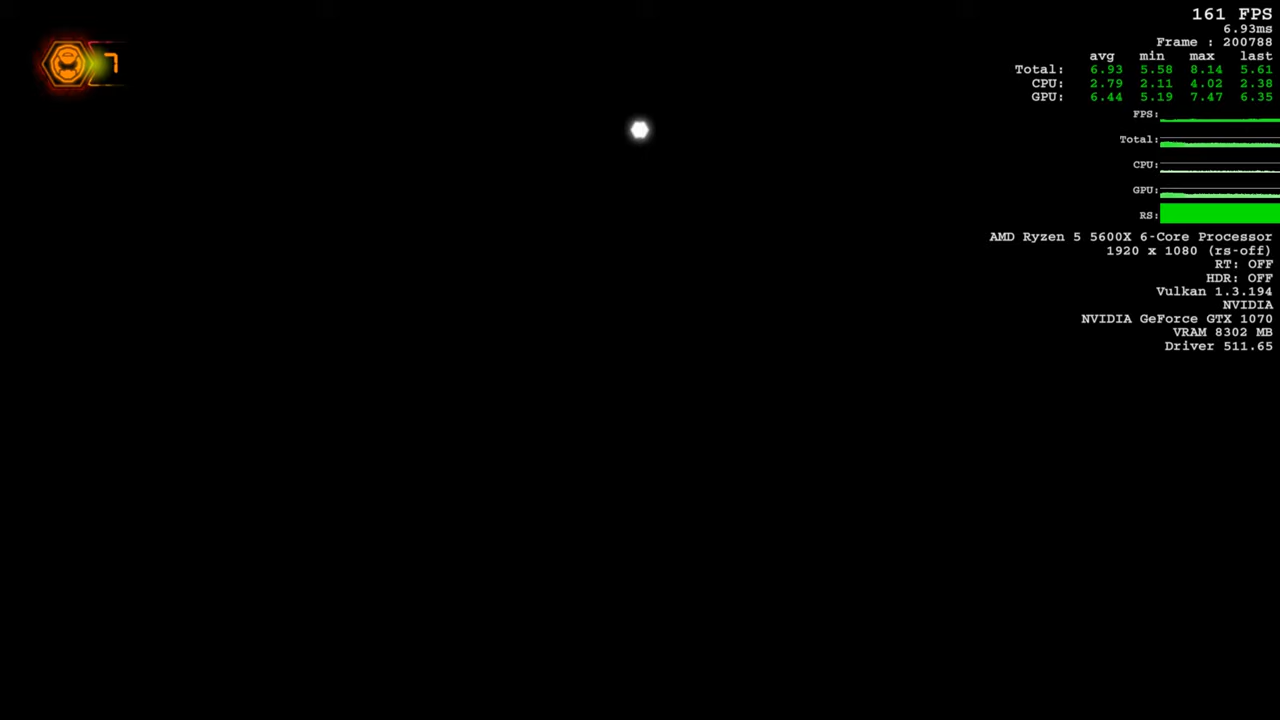 161 FPS
6.93ms
Frame : 200788
avg min max last
Total: 6.93 5.58 8.14 5.61
CPU: 2.79 2.11 4.02 2.38
GPU: 6.44 5.19 7.47 6.35
FPS:
Total:
CPU:
GPU:
RS:
AMD Ryzen 5 5600X 6-Core Processor
1920 x 1080 (rs-off)
RT: OFF
HDR: OFF
Vulkan 1.3.194
NVIDIA
NVIDIA GeForce GTX 1070
VRAM 8302 MB
Driver 511.65